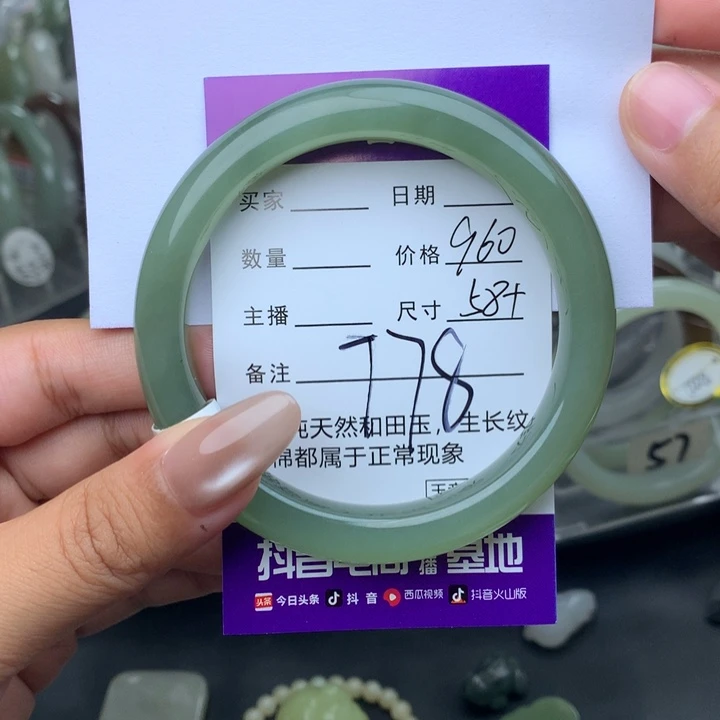 买家
日期
数量
价格 960
主播
尺寸 58+
备注 778
纯天然和田玉，生长纹
棉都属于正常现象
抖音电商直播基地
今日头条 抖音 西瓜视频 抖音火山版
57